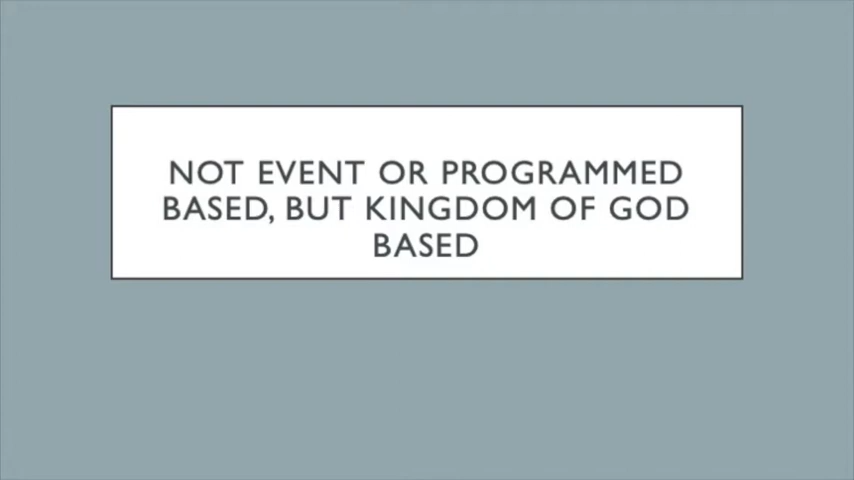 NOT EVENT OR PROGRAMMED
BASED, BUT KINGDOM OF GOD
BASED